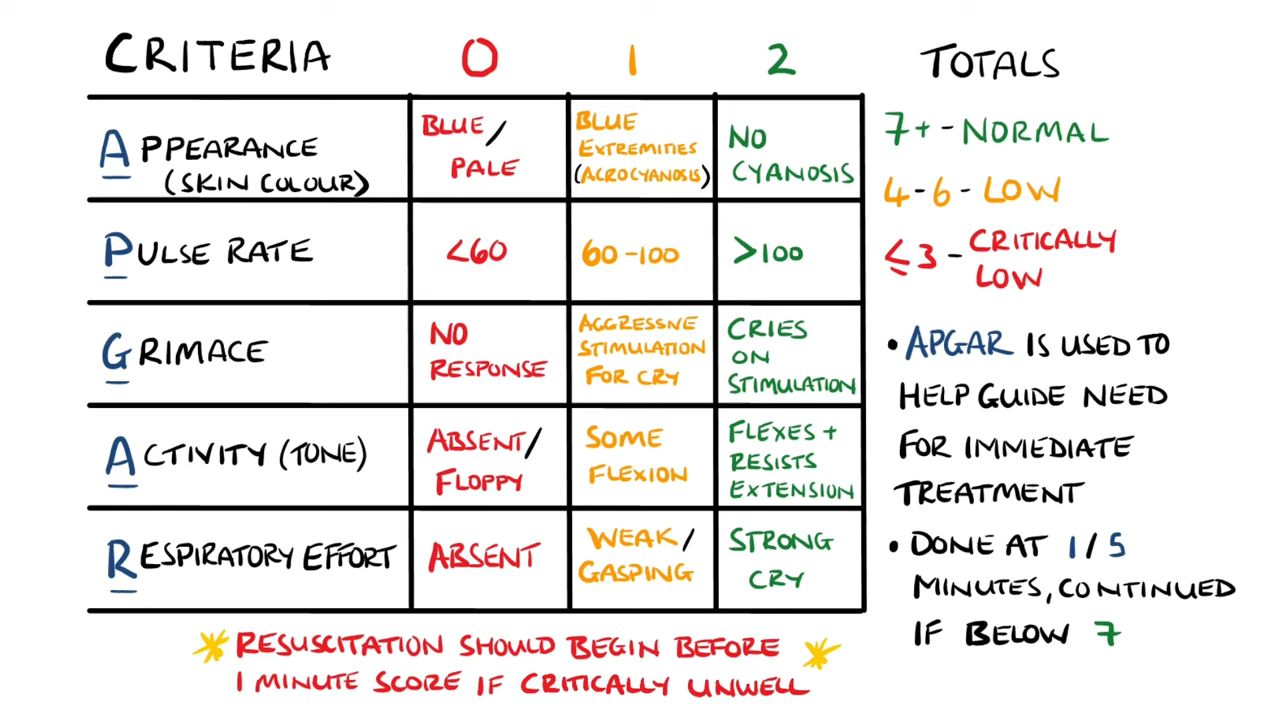 CRITERIA 0 1 2 TOTALS
APPEARANCE
(SKIN COLOUR)
BLUE/
PALE
BLUE
EXTREMITIES
(ACROCYANOSIS)
NO
CYANOSIS
PULSE RATE
<60
60-100
>100
GRIMACE
NO
RESPONSE
AGGRESSIVE
STIMULATION
FOR CRY
CRIES
ON
STIMULATION
ACTIVITY (TONE)
ABSENT/
FLOPPY
SOME
FLEXION
FLEXES +
RESISTS
EXTENSION
RESPIRATORY EFFORT
ABSENT
WEAK/
GASPING
STRONG
CRY
7+ - NORMAL
4-6 - LOW
≤3 - CRITICALLY
LOW
• APGAR IS USED TO
HELP GUIDE NEED
FOR IMMEDIATE
TREATMENT
• DONE AT 1/5
MINUTES, CONTINUED
IF BELOW 7
RESUSCITATION SHOULD BEGIN BEFORE
1 MINUTE SCORE IF CRITICALLY UNWELL